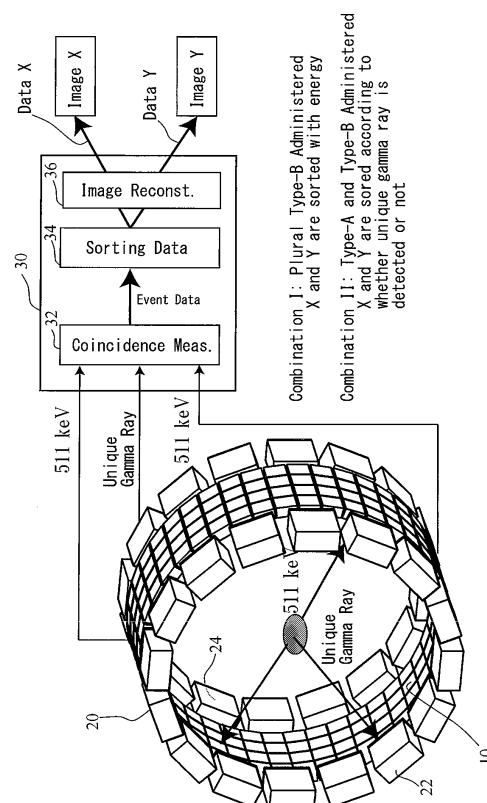 Data X
Image X
Data Y
Image Y
30
36
Image Reconst.
34
Sorting Data
Event Data
32
Coincidence Meas.
511 keV
Unique
Gamma Ray
511 keV
20
24
511 ke
Unique
Gamma Ray
22
Combination I: Plural Type-B Administered
X and Y are sorted with energy
Combination II: Type-A and Type-B Administered
X and Y are sored according to
whether unique gamma ray is
detected or not